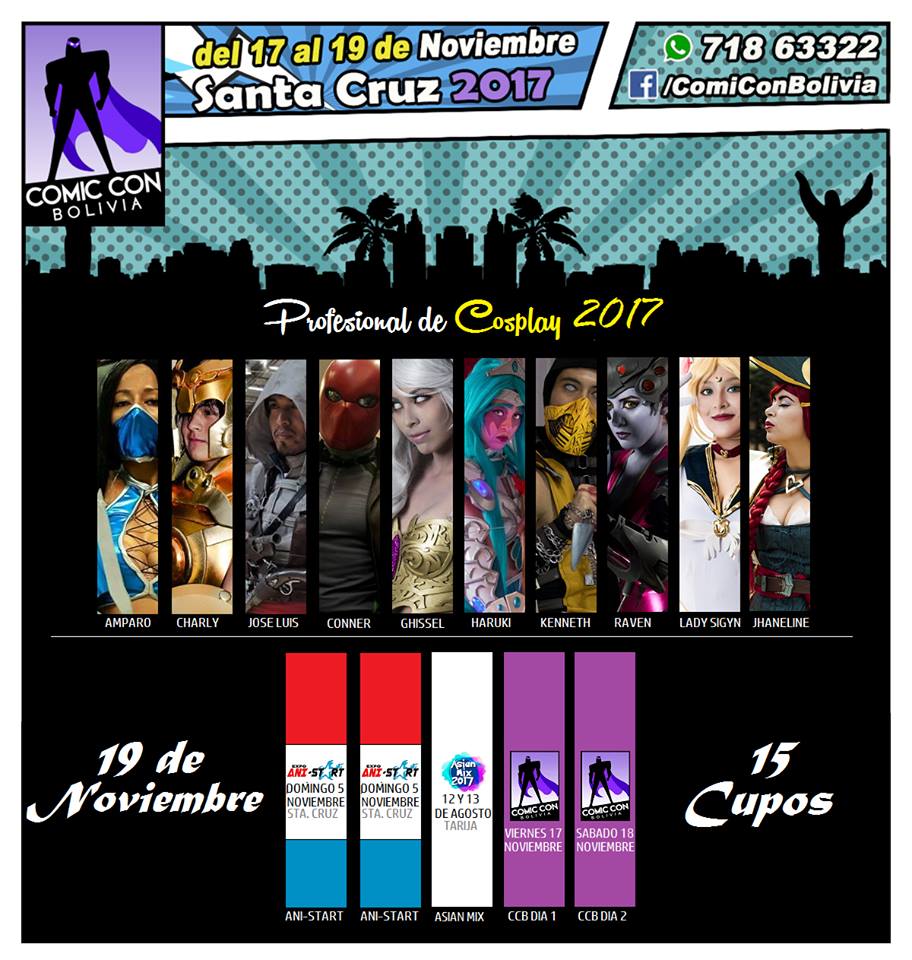 del 17 al 19 de Noviembre
Santa Cruz 2017
718 63322
/ComiConBolivia
COMIC CON
BOLIVIA
Profesional de Cosplay 2017
AMPARO
CHARLY
JOSE LUIS
CONNER
GHISSEL
HARUKI
KENNETH
RAVEN
LADY SIGYN
JHANELINE
19 de
Noviembre
EXPO
ANI-START
DOMINGO 5
NOVIEMBRE
STA. CRUZ
ANI-START
EXPO
ANI-START
DOMINGO 5
NOVIEMBRE
STA. CRUZ
ANI-START
Asian
Mix
2017
12 Y 13
DE AGOSTO
TARIJA
ASIAN MIX
COMIC CON
BOLIVIA
VIERNES 17
NOVIEMBRE
CCB DIA 1
COMIC CON
BOLIVIA
SABADO 18
NOVIEMBRE
CCB DIA 2
15
Cupos